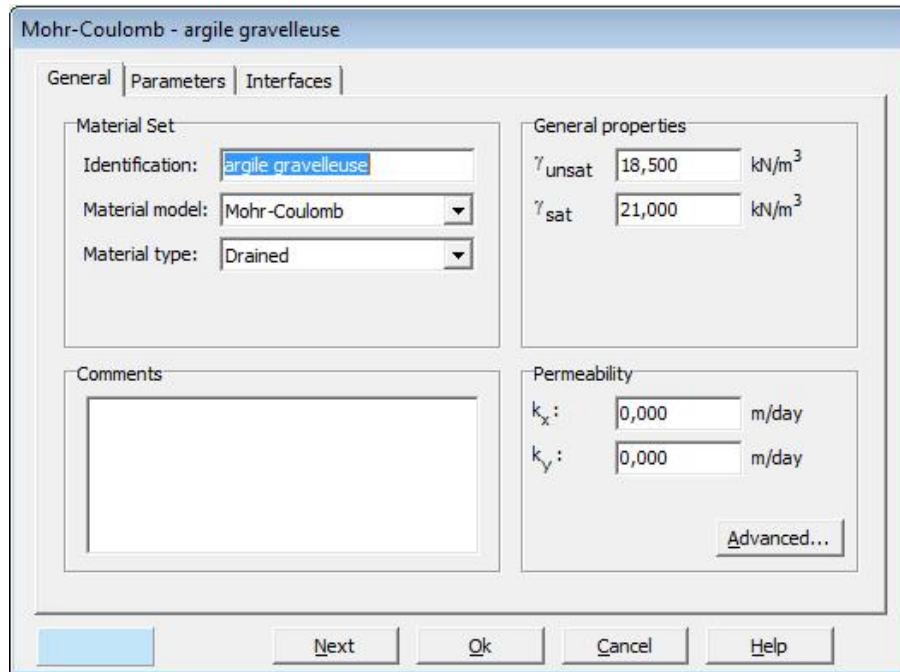 Mohr-Coulomb - argile gravelleuse
General Parameters Interfaces
Material Set
Identification: argile gravelleuse
Material model: Mohr-Coulomb
Material type: Drained
General properties
γunsat 18,500 kN/m³
γsat 21,000 kN/m³
Comments
Permeability
kx: 0,000 m/day
ky: 0,000 m/day
Advanced...
Next Ok Cancel Help